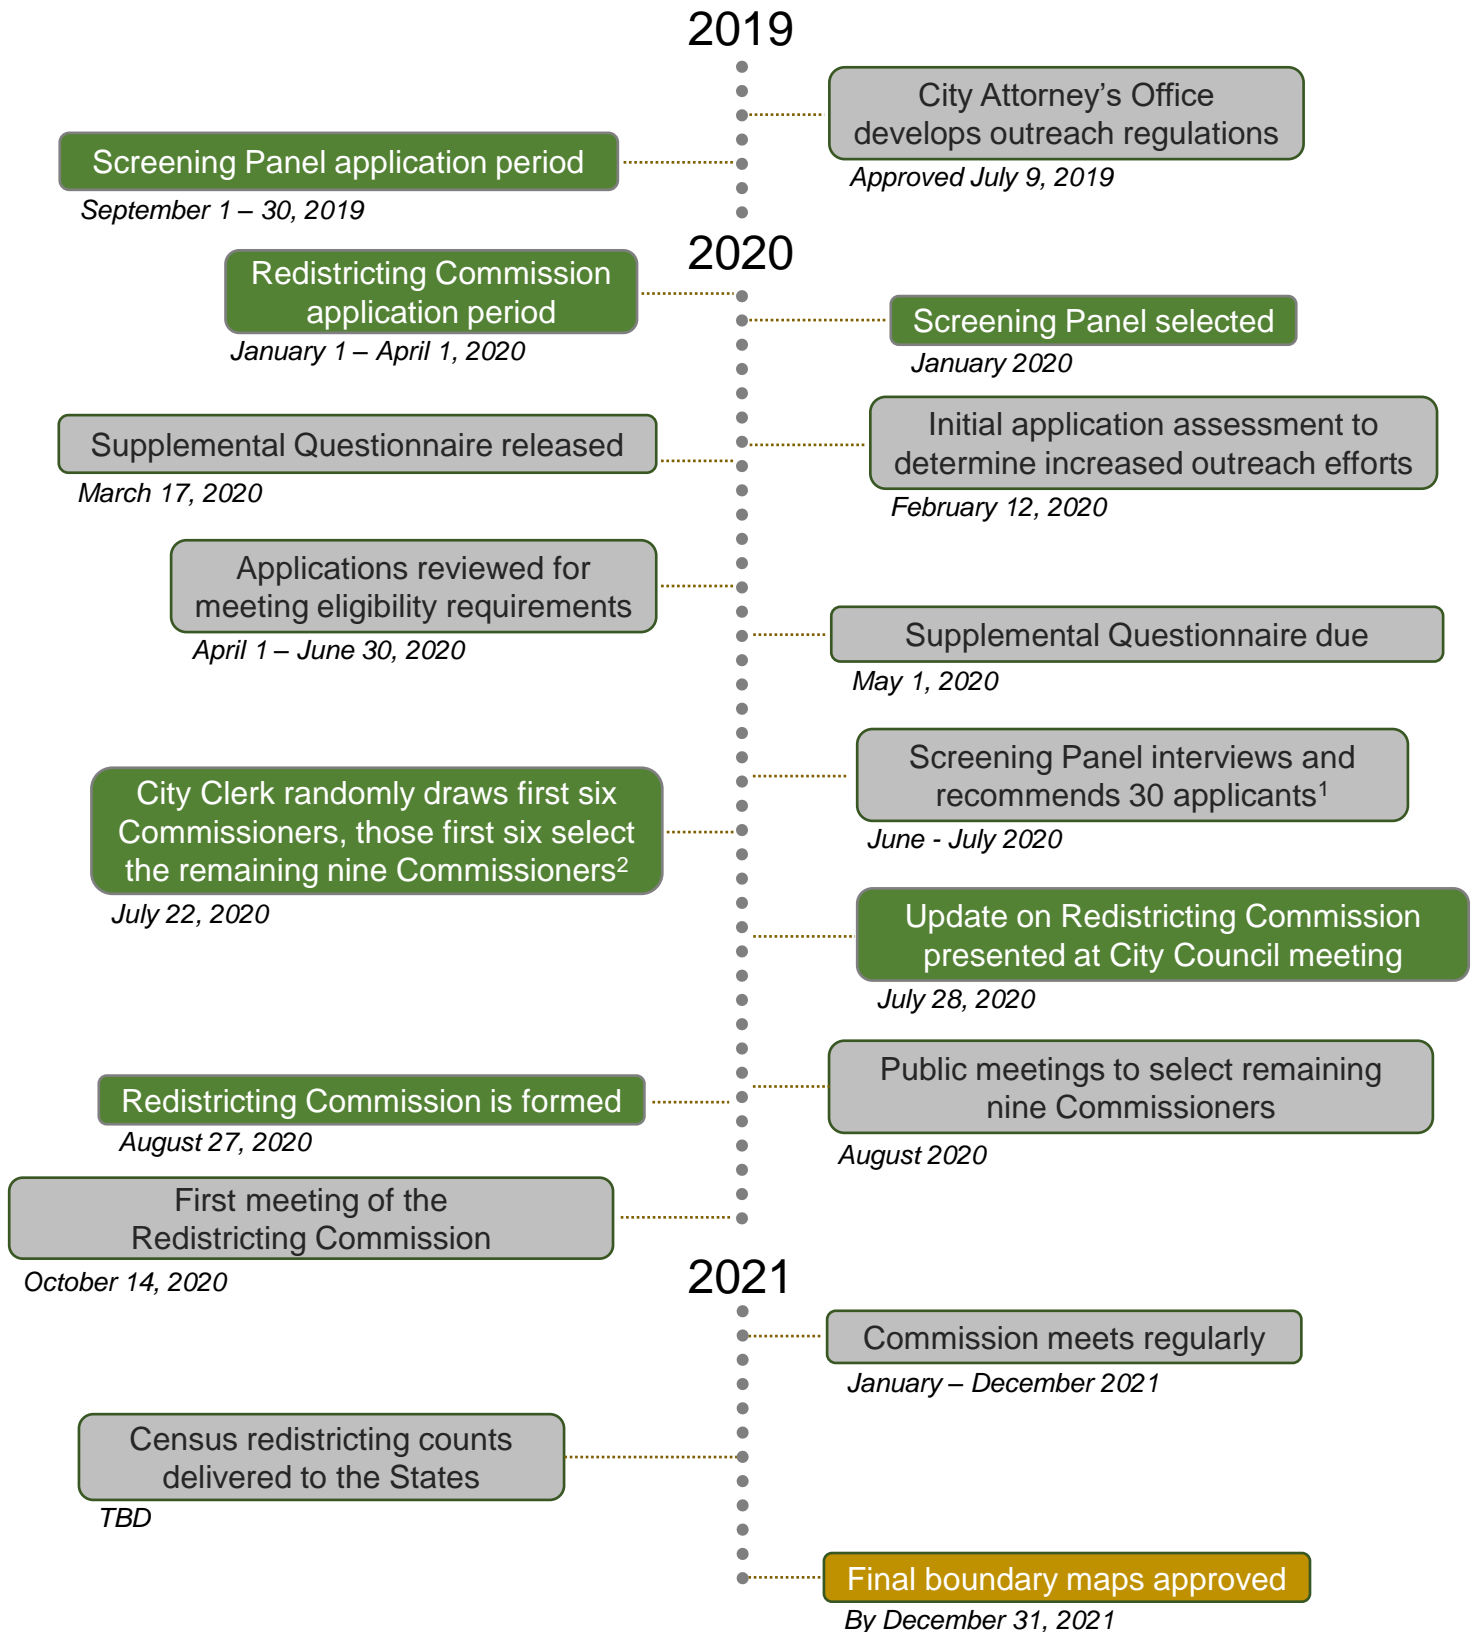 2019
City Attorney’s Office
develops outreach regulations
Approved July 9, 2019
Screening Panel application period
September 1 – 30, 2019
2020
Redistricting Commission
application period
January 1 – April 1, 2020
Screening Panel selected
January 2020
Initial application assessment to
determine increased outreach efforts
February 12, 2020
Supplemental Questionnaire released
March 17, 2020
Applications reviewed for
meeting eligibility requirements
April 1 – June 30, 2020
Supplemental Questionnaire due
May 1, 2020
Screening Panel interviews and
recommends 30 applicants¹
June - July 2020
City Clerk randomly draws first six
Commissioners, those first six select
the remaining nine Commissioners²
July 22, 2020
Update on Redistricting Commission
presented at City Council meeting
July 28, 2020
Public meetings to select remaining
nine Commissioners
August 2020
Redistricting Commission is formed
August 27, 2020
First meeting of the
Redistricting Commission
October 14, 2020
2021
Commission meets regularly
January – December 2021
Census redistricting counts
delivered to the States
TBD
Final boundary maps approved
By December 31, 2021